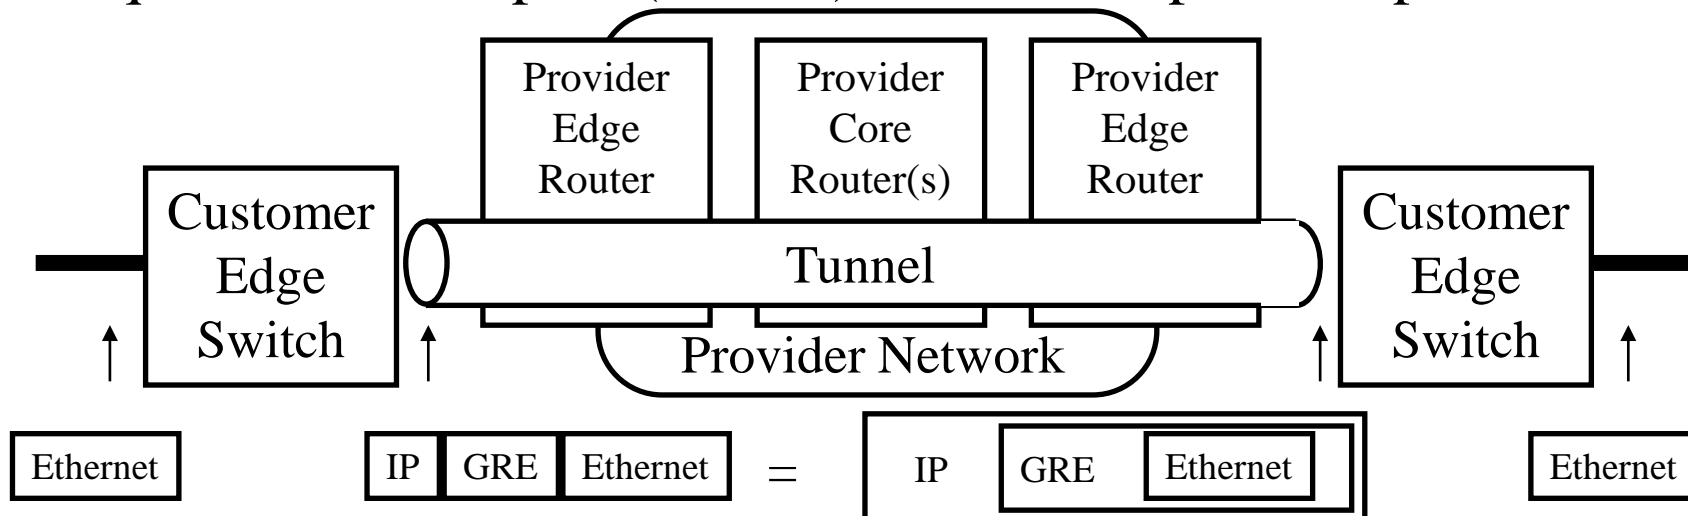 Provider
Edge
Router
Provider
Core
Router(s)
Provider
Edge
Router
Customer
Edge
Switch
Tunnel
Customer
Edge
Switch
Provider Network
Ethernet
IP GRE Ethernet = IP GRE Ethernet
Ethernet